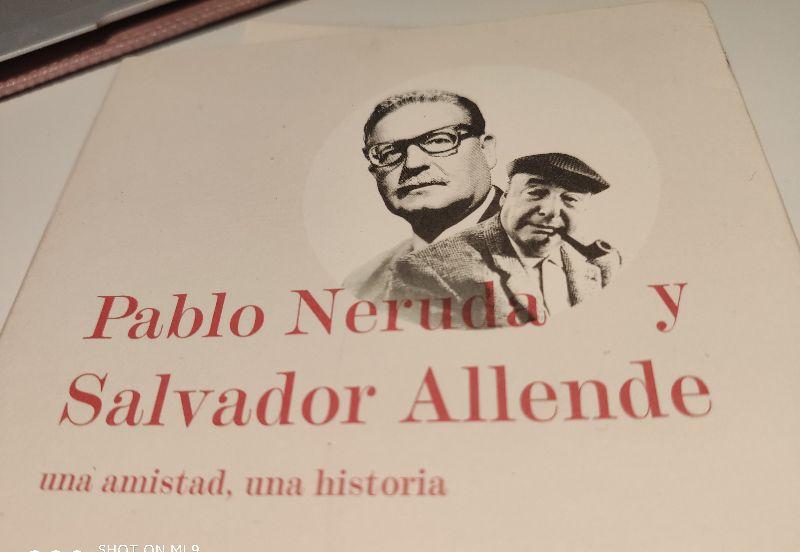 Pablo Neruda y
Salvador Allende
una amistad, una historia
SHOT ON MI 9